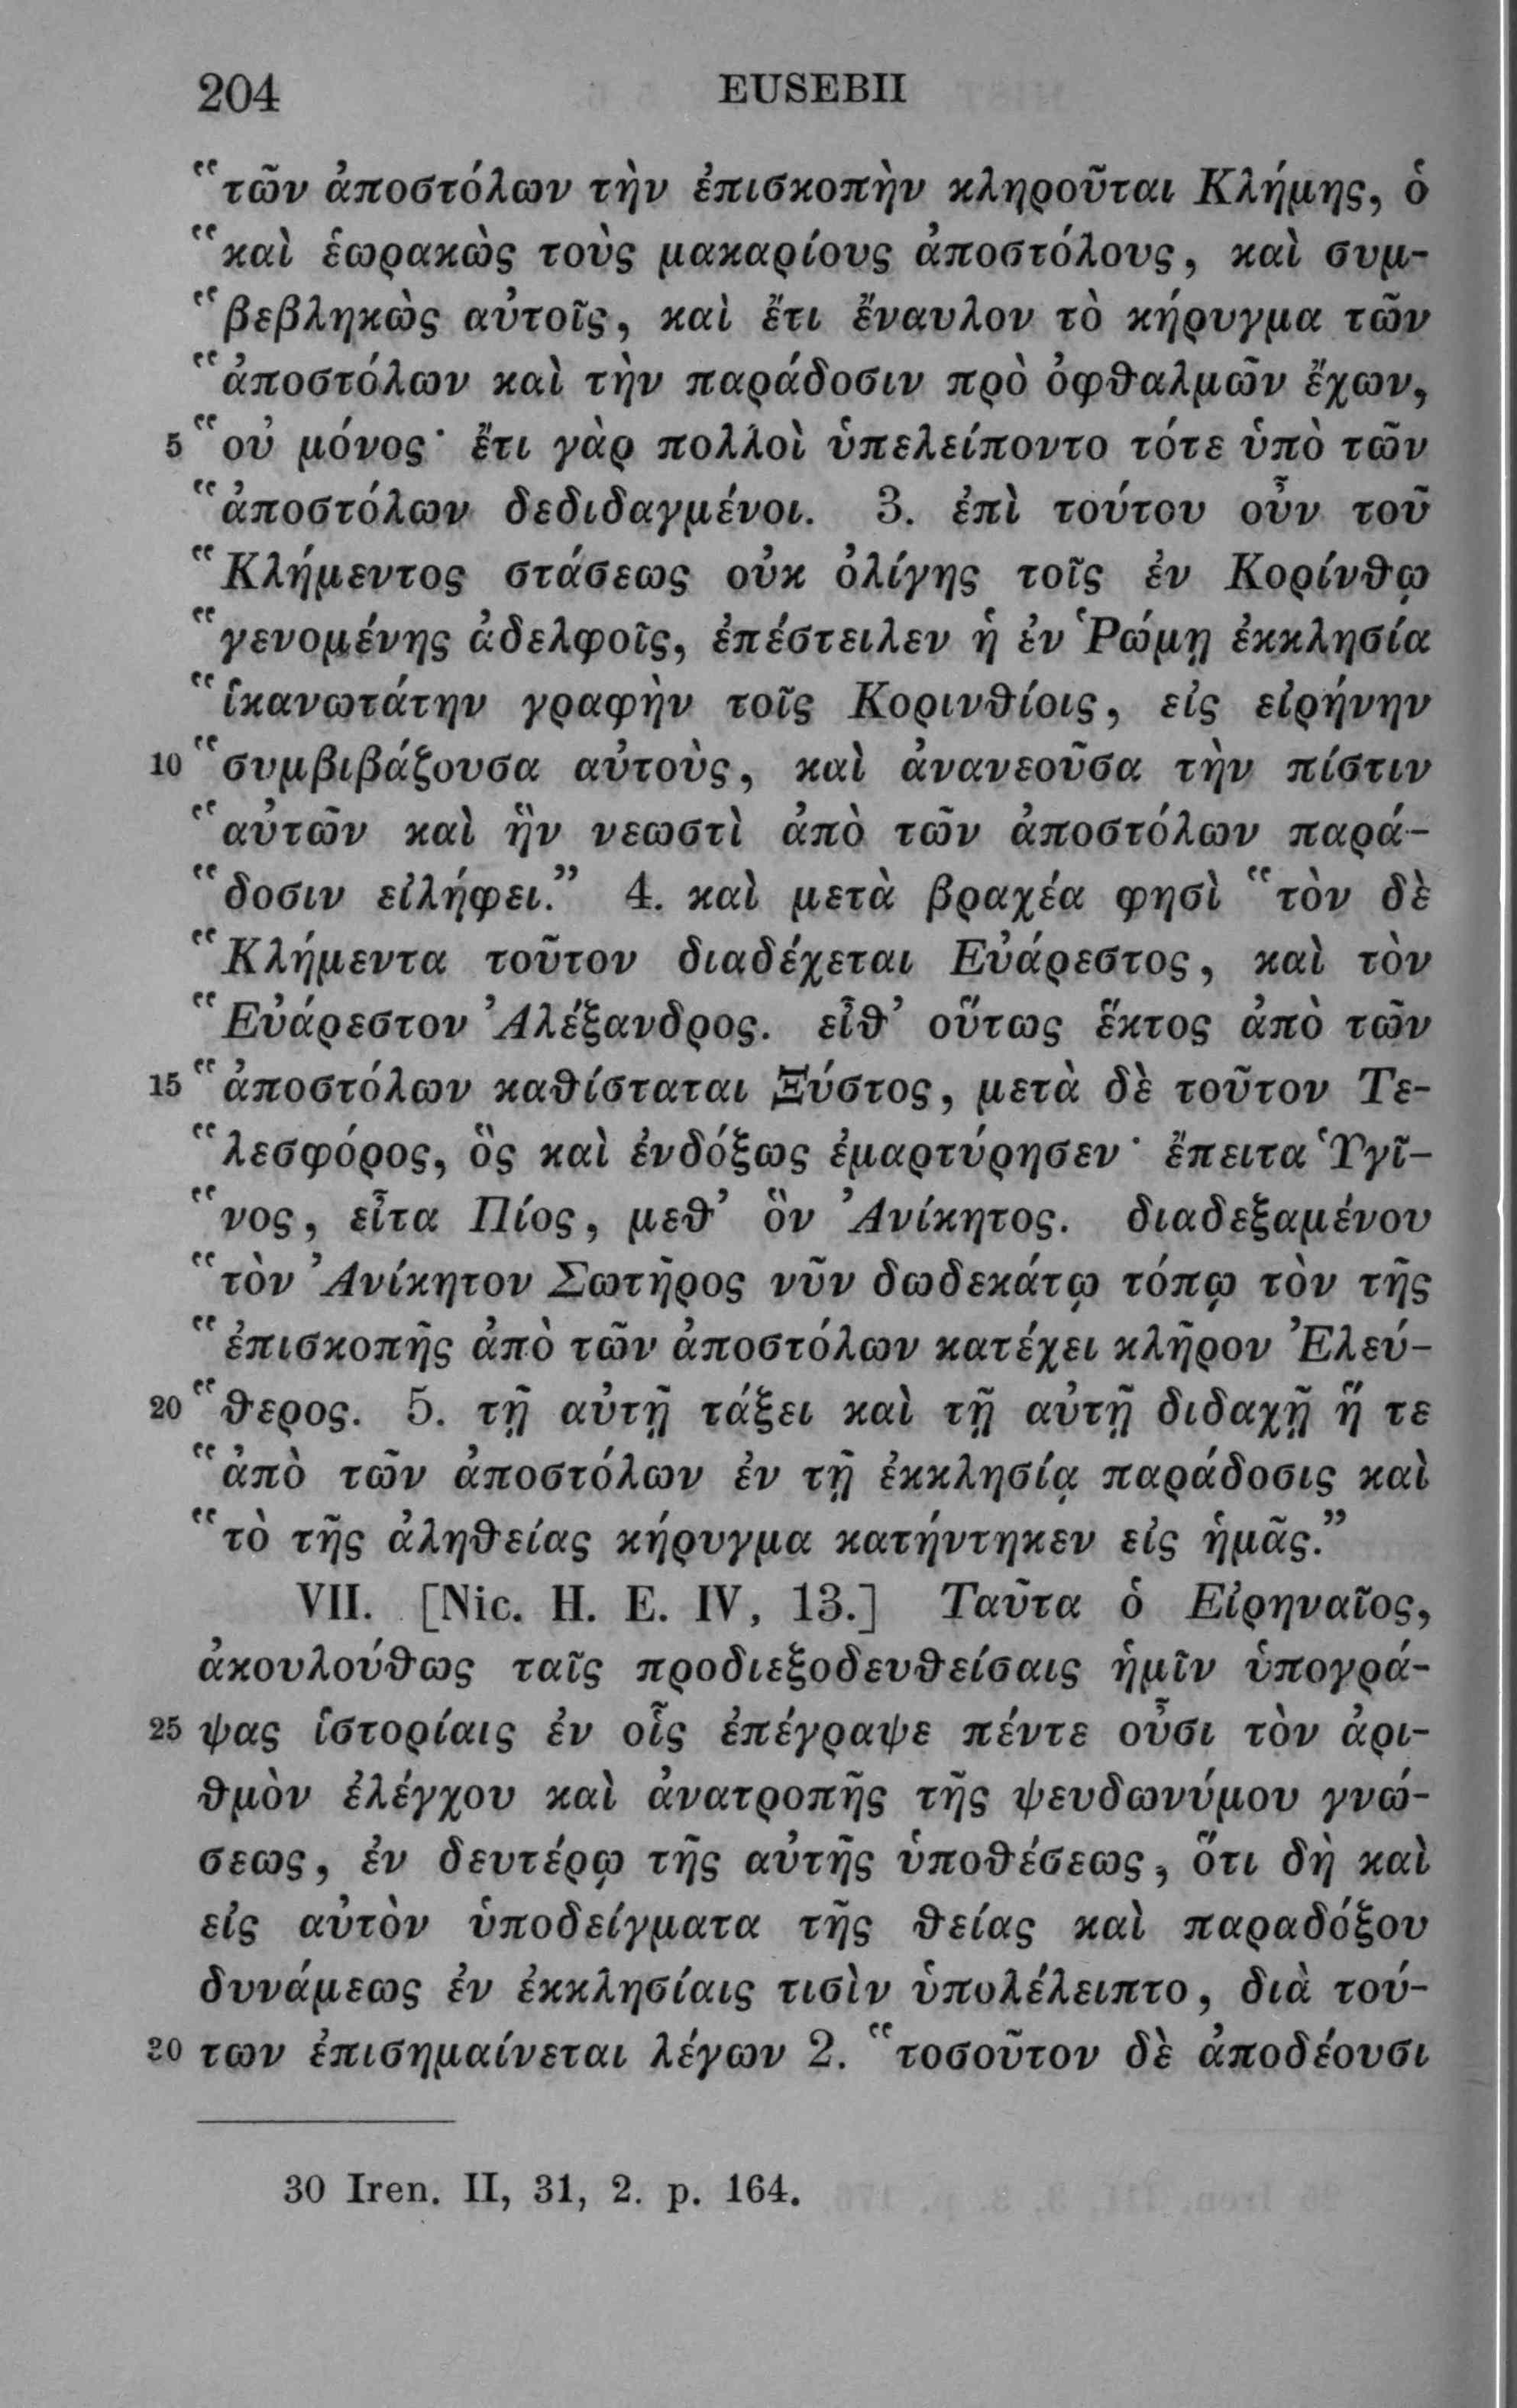 204 EUSEBII
“τῶν ἀποστόλων τὴν ἐπισκοπὴν κληροῦται Κλήμης, ὁ
“καὶ ἑωρακὼς τοὺς μακαρίους ἀποστόλους, καὶ συμ-
“βεβληκὼς αὐτοῖς, καὶ ἔτι ἔναυλον τὸ κήρυγμα τῶν
“ἀποστόλων καὶ τὴν παράδοσιν πρὸ ὀφθαλμῶν ἔχων,
5 “οὐ μόνος· ἔτι γὰρ πολλοὶ ὑπελείποντο τότε ὑπὸ τῶν
“ἀποστόλων δεδιδαγμένοι. 3. ἐπὶ τούτου οὖν τοῦ
“Κλήμεντος στάσεως οὐκ ὀλίγης τοῖς ἐν Κορίνθῳ
“γενομένης ἀδελφοῖς, ἐπέστειλεν ἡ ἐν Ῥώμῃ ἐκκλησία
“ἱκανωτάτην γραφὴν τοῖς Κορινθίοις, εἰς εἰρήνην
10 “συμβιβάζουσα αὐτοὺς, καὶ ἀνανεοῦσα τὴν πίστιν
“αὐτῶν καὶ ἣν νεωστὶ ἀπὸ τῶν ἀποστόλων παρά-
“δοσιν εἰλήφει.” 4. καὶ μετὰ βραχέα φησὶ “τὸν δὲ
“Κλήμεντα τοῦτον διαδέχεται Εὐάρεστος, καὶ τὸν
“Εὐάρεστον Ἀλέξανδρος. εἶθ’ οὕτως ἕκτος ἀπὸ τῶν
15 “ἀποστόλων καθίσταται Ξύστος, μετὰ δὲ τοῦτον Τε-
“λεσφόρος, ὃς καὶ ἐνδόξως ἐμαρτύρησεν· ἔπειτα Ὑγῖ-
“νος, εἶτα Πίος, μεθ’ ὃν Ἀνίκητος. διαδεξαμένου
“τὸν Ἀνίκητον Σωτῆρος νῦν δωδεκάτῳ τόπῳ τὸν τῆς
“ἐπισκοπῆς ἀπὸ τῶν ἀποστόλων κατέχει κλῆρον Ἐλεύ-
20 “θερος. 5. τῇ αὐτῇ τάξει καὶ τῇ αὐτῇ διδαχῇ ἥ τε
“ἀπὸ τῶν ἀποστόλων ἐν τῇ ἐκκλησίᾳ παράδοσις καὶ
“τὸ τῆς ἀληθείας κήρυγμα κατήντηκεν εἰς ἡμᾶς.”
VII. [Nic. H. E. IV, 13.] Ταῦτα ὁ Εἰρηναῖος,
ἀκουλούθως ταῖς προδιεξοδευθείσαις ἡμῖν ὑπογρά-
25 ψας ἱστορίαις ἐν οἷς ἐπέγραψε πέντε οὖσι τὸν ἀρι-
θμὸν ἐλέγχου καὶ ἀνατροπῆς τῆς ψευδωνύμου γνώ-
σεως, ἐν δευτέρῳ τῆς αὐτῆς ὑποθέσεως, ὅτι δὴ καὶ
εἰς αὐτὸν ὑποδείγματα τῆς θείας καὶ παραδόξου
δυνάμεως ἐν ἐκκλησίαις τισὶν ὑπολέλειπτο, διὰ τού-
30 των ἐπισημαίνεται λέγων 2. “τοσοῦτον δὲ ἀποδέουσι
30 Iren. II, 31, 2. p. 164.